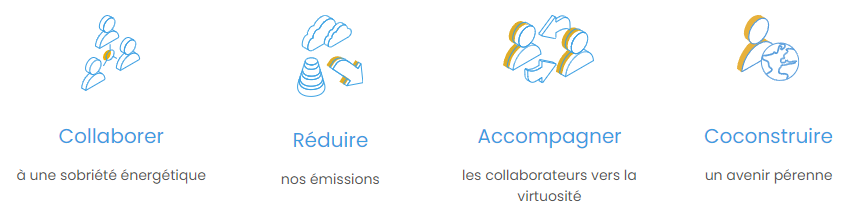 Collaborer
à une sobriété énergétique
Réduire
nos émissions
Accompagner
les collaborateurs vers la
virtuosité
Coconstruire
un avenir pérenne